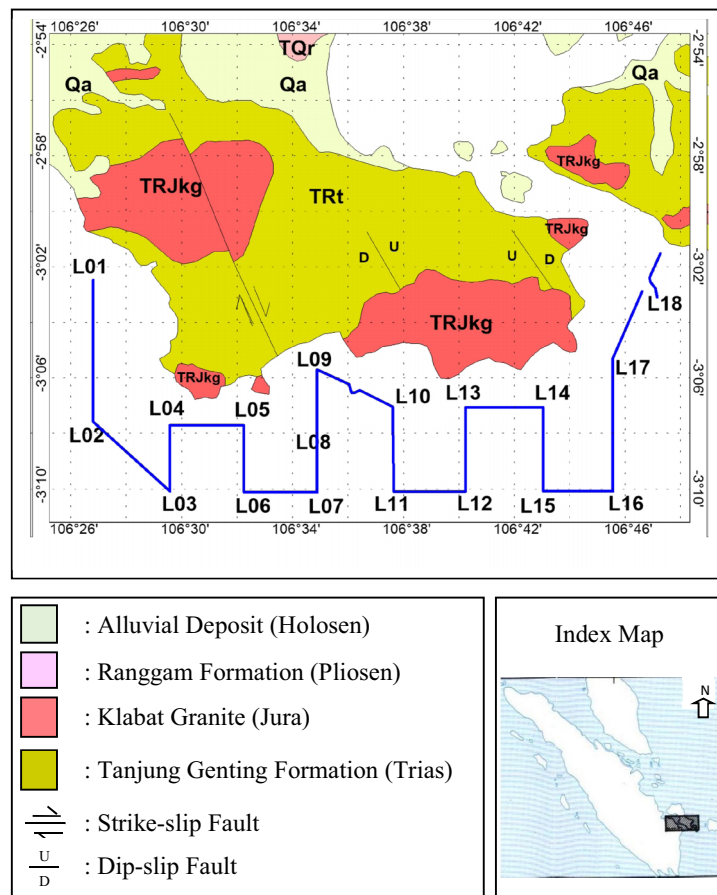 106°26' 106°30' 106°34' 106°38' 106°42' 106°46'
-2°54' -2°54'
TQr
Qa Qa Qa
-2°58' -2°58'
TRJkg
TRJkg TRt
TRJkg
U U
D D
-3°02' -3°02'
L01 L18
TRJkg
-3°06' -3°06'
TRJkg L09 L17
L04 L05 L10 L13 L14
L02 L08
-3°10' -3°10'
L03 L06 L07 L11 L12 L15 L16
106°26' 106°30' 106°34' 106°38' 106°42' 106°46'
: Alluvial Deposit (Holosen)
: Ranggam Formation (Pliosen)
: Klabat Granite (Jura)
: Tanjung Genting Formation (Trias)
: Strike-slip Fault
U
D
: Dip-slip Fault
Index Map
N